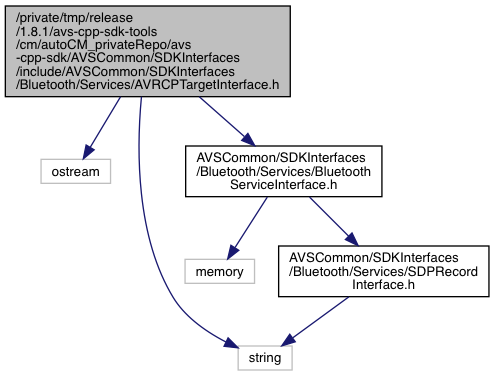 /private/tmp/release
/1.8.1/avs-cpp-sdk-tools
/cm/autoCM_privateRepo/avs
-cpp-sdk/AVSCommon/SDKInterfaces
/include/AVSCommon/SDKInterfaces
/Bluetooth/Services/AVRCPTargetInterface.h
ostream
AVSCommon/SDKInterfaces
/Bluetooth/Services/Bluetooth
ServiceInterface.h
memory
AVSCommon/SDKInterfaces
/Bluetooth/Services/SDPRecord
Interface.h
string